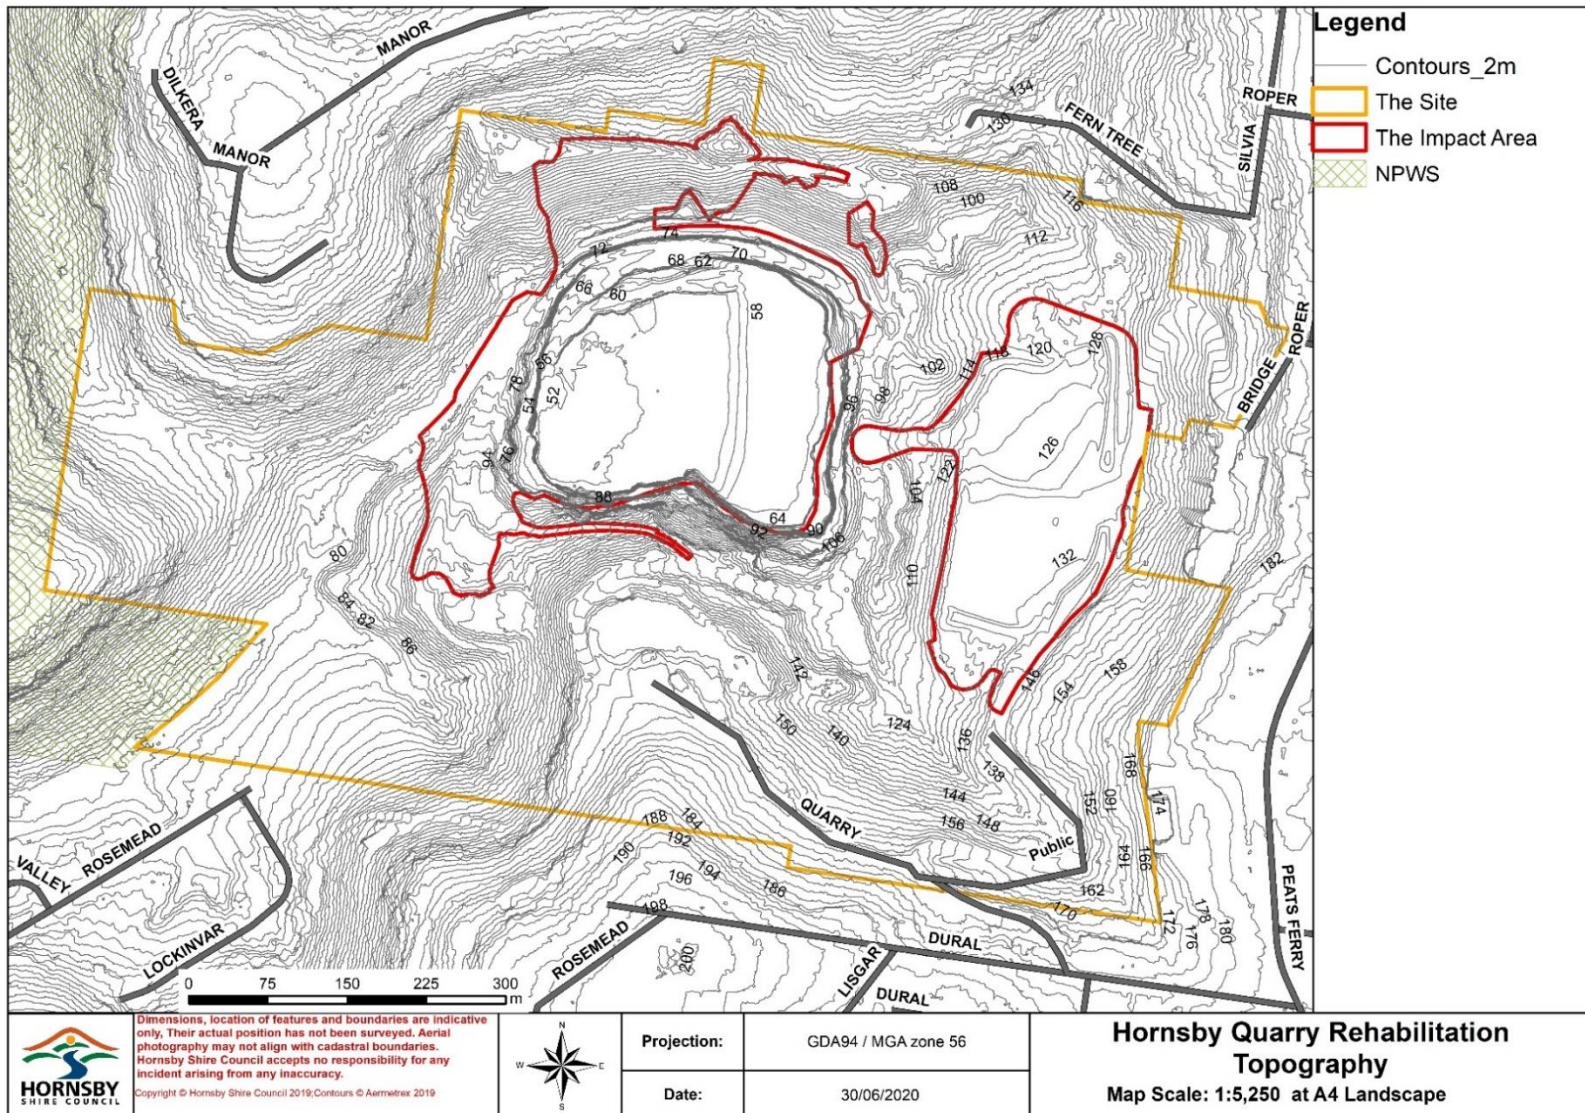 Legend
Contours_2m
The Site
The Impact Area
NPWS
MANOR
DILKERA
MANOR
134
130
FERN TREE
ROPER
SILVIA
108
100
116
112
74
72
68
62
70
66
60
58
56
78
54
52
96
98
102
114
118
120
128
ROPER
BRIDGE
94
76
88
126
122
104
64
92
90
106
80
110
132
182
84
82
86
142
146
154
158
150
140
124
136
138
168
QUARRY
144
156
148
152
160
174
Public
188
184
192
190
194
196
186
198
164
166
162
170
172
178
176
180
PEATS FERRY
VALLEY
ROSEMEAD
LOCKINVAR
ROSEMEAD
200
DURAL
LISGAR
DURAL
0 75 150 225 300
m
HORNSBY
SHIRE COUNCIL
Dimensions, location of features and boundaries are indicative
only, Their actual position has not been surveyed. Aerial
photography may not align with cadastral boundaries.
Hornsby Shire Council accepts no responsibility for any
incident arising from any inaccuracy.
Copyright © Hornsby Shire Council 2019;Contours © Aermetrex 2019
N
W E
S
Projection: GDA94 / MGA zone 56
Date: 30/06/2020
Hornsby Quarry Rehabilitation
Topography
Map Scale: 1:5,250 at A4 Landscape